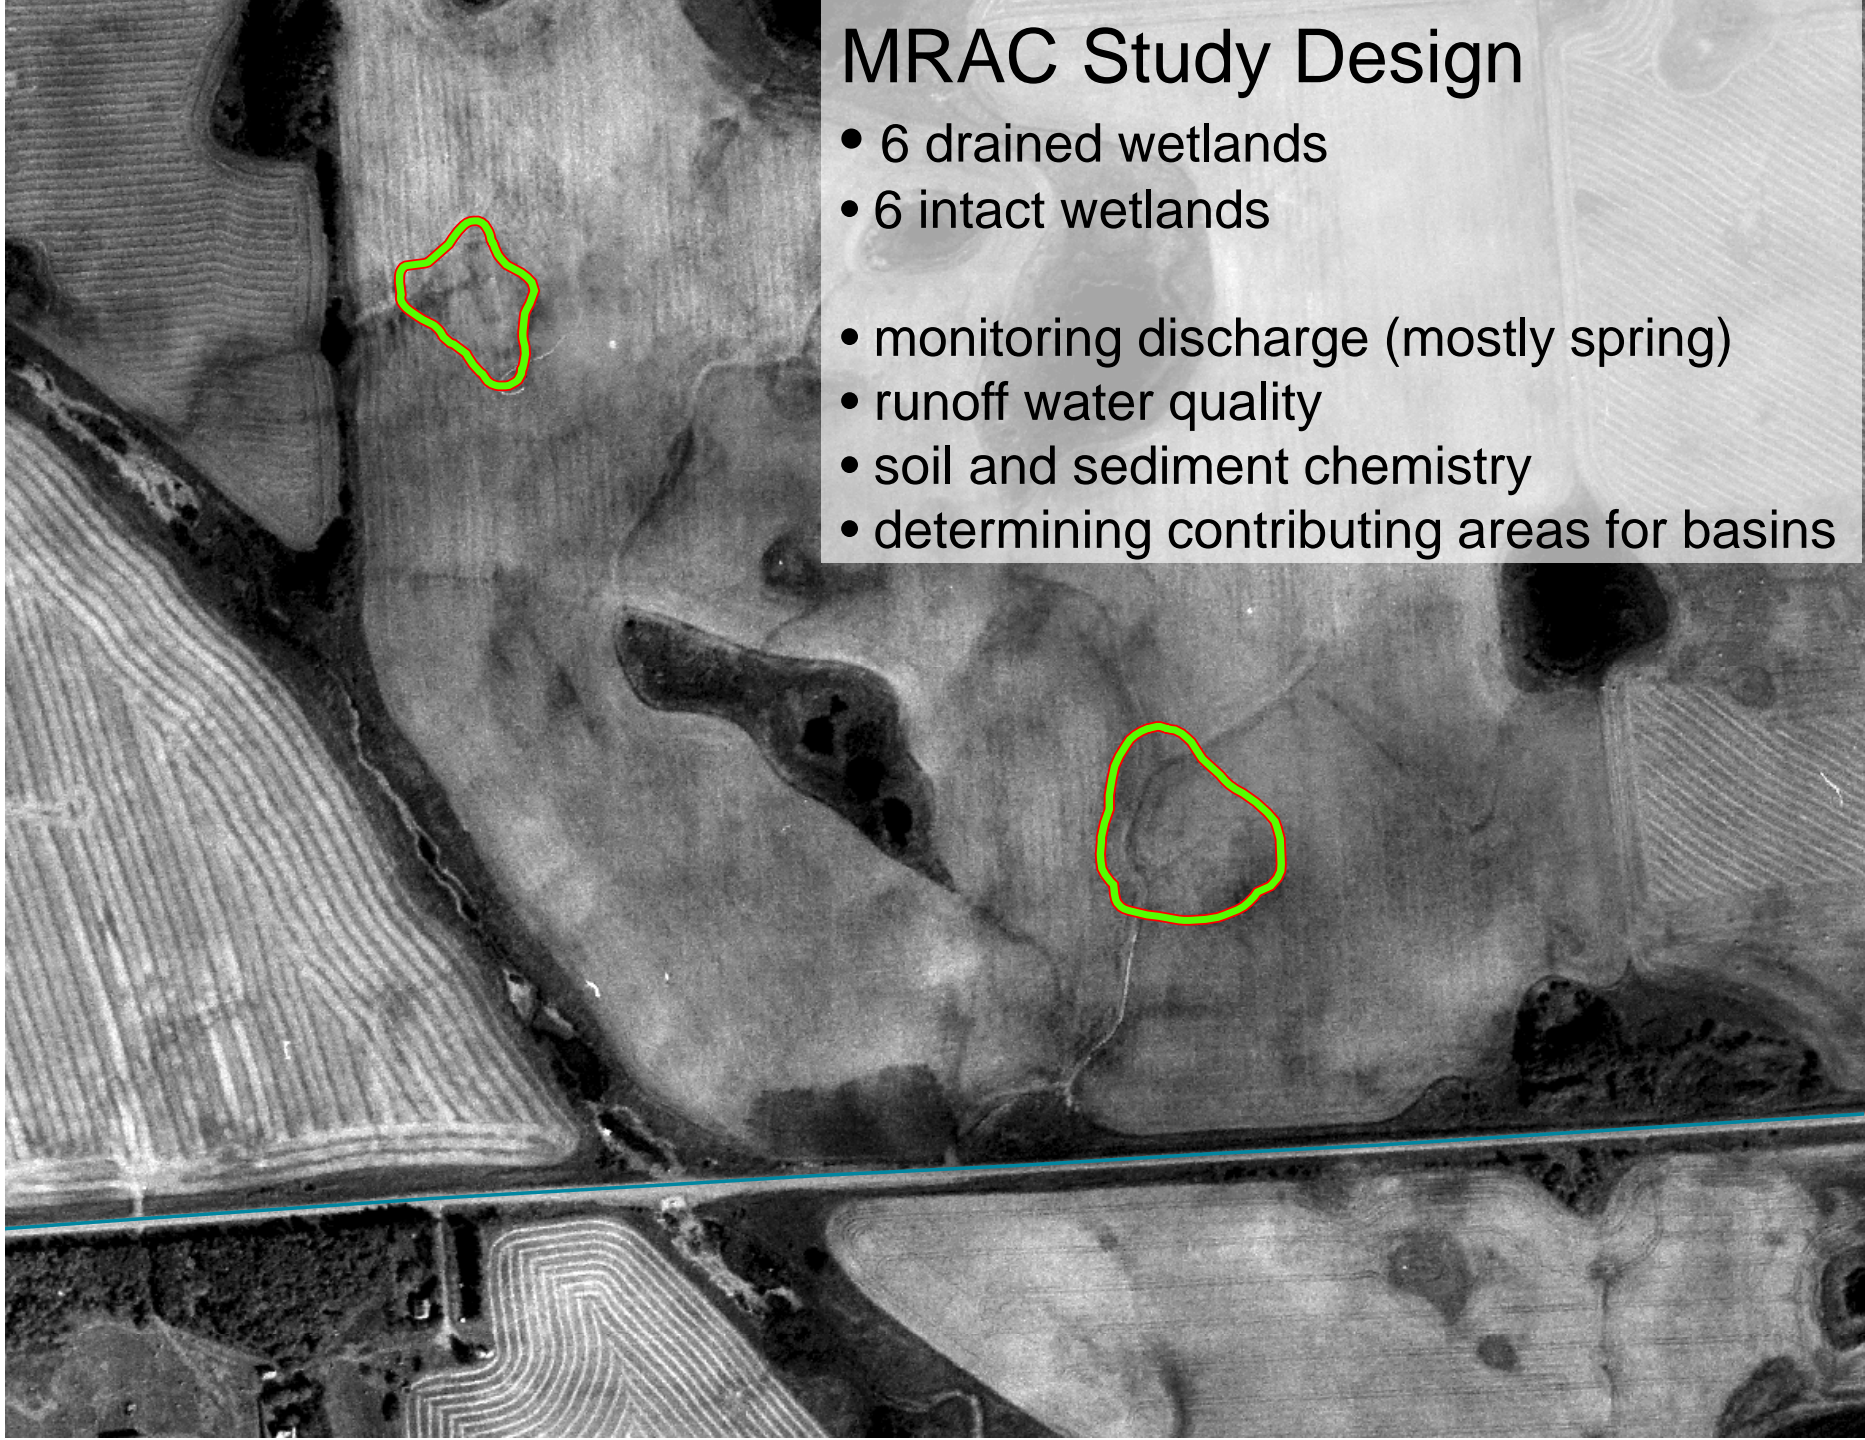 MRAC Study Design
• 6 drained wetlands
• 6 intact wetlands
• monitoring discharge (mostly spring)
• runoff water quality
• soil and sediment chemistry
• determining contributing areas for basins